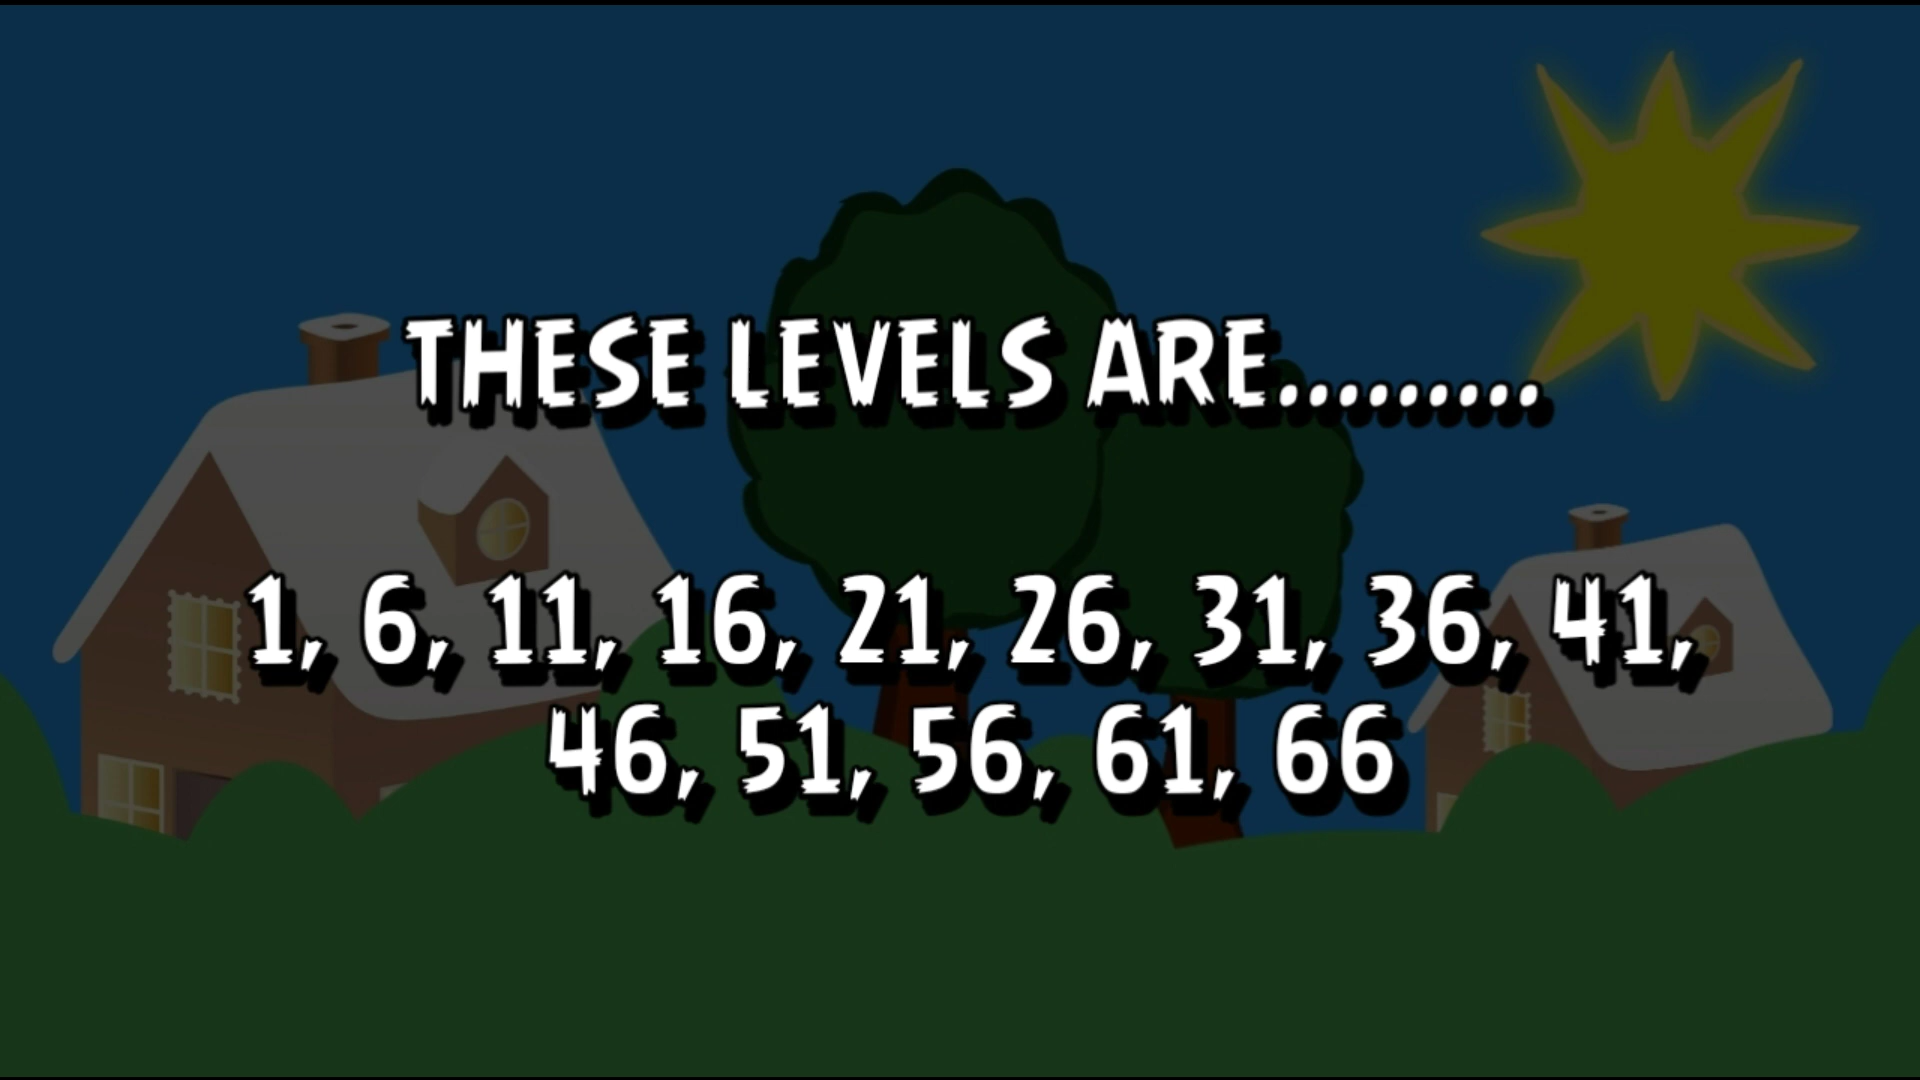 THESE LEVELS ARE.........
1, 6, 11, 16, 21, 26, 31, 36, 41,
46, 51, 56, 61, 66